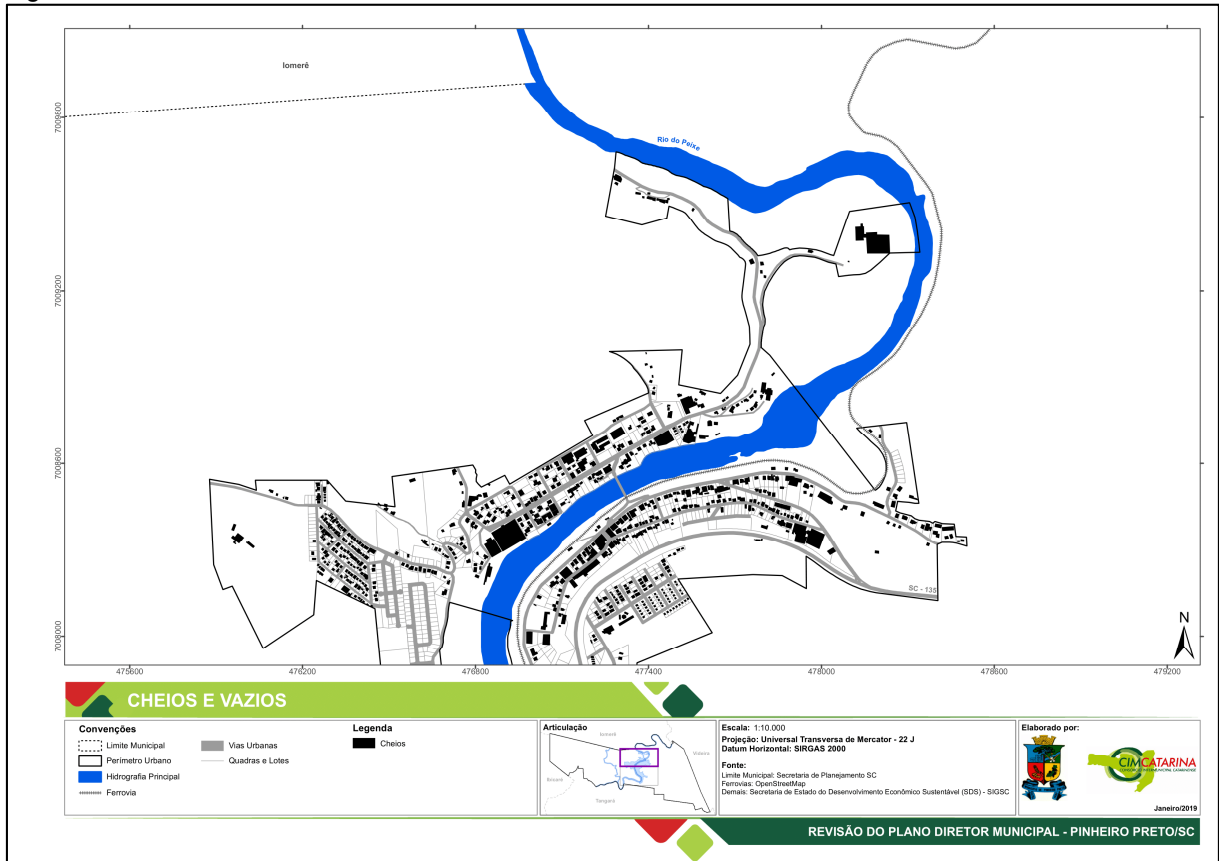 Iomerê
Rio do Peixe
7009800
7009200
7008600
7008000
SC - 135
N
475600
476200
476800
477400
478000
478600
479200
CHEIOS E VAZIOS
Convenções
Limite Municipal
Perímetro Urbano
Hidrografia Principal
Ferrovia
Vias Urbanas
Quadras e Lotes
Legenda
Cheios
Articulação
Iomerê
Videira
Ibicaré
Tangará
Escala: 1:10.000
Projeção: Universal Transversa de Mercator - 22 J
Datum Horizontal: SIRGAS 2000
Fonte:
Limite Municipal: Secretaria de Planejamento SC
Ferrovias: OpenStreetMap
Demais: Secretaria de Estado do Desenvolvimento Econômico Sustentável (SDS) - SIGSC
Elaborado por:
CIMCATARINA
CONSÓRCIO INTERMUNICIPAL CATARINENSE
Janeiro/2019
REVISÃO DO PLANO DIRETOR MUNICIPAL - PINHEIRO PRETO/SC